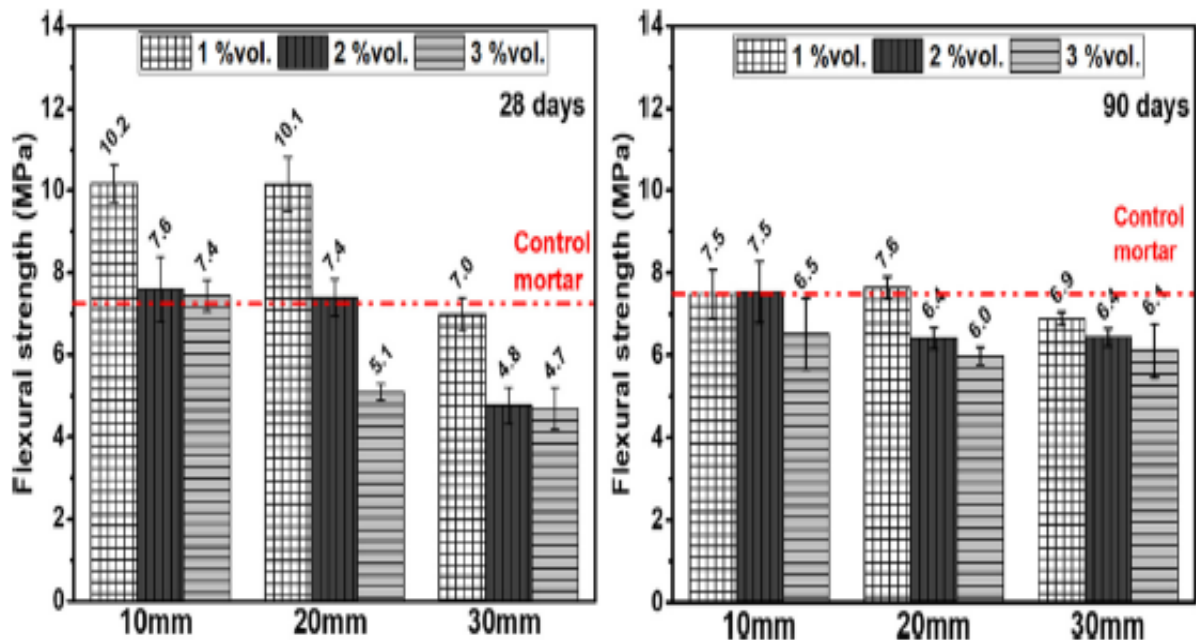 14
12
10
8
6
4
2
0
Flexural strength (MPa)
1 %vol. 2 %vol. 3 %vol.
28 days
10.2
7.6
7.4
10.1
7.4
5.1
7.0
4.8
4.7
Control
mortar
10mm 20mm 30mm
14
12
10
8
6
4
2
0
Flexural strength (MPa)
1 %vol. 2 %vol. 3 %vol.
90 days
7.5
7.5
6.5
7.6
6.4
6.0
6.9
6.4
6.1
Control
mortar
10mm 20mm 30mm